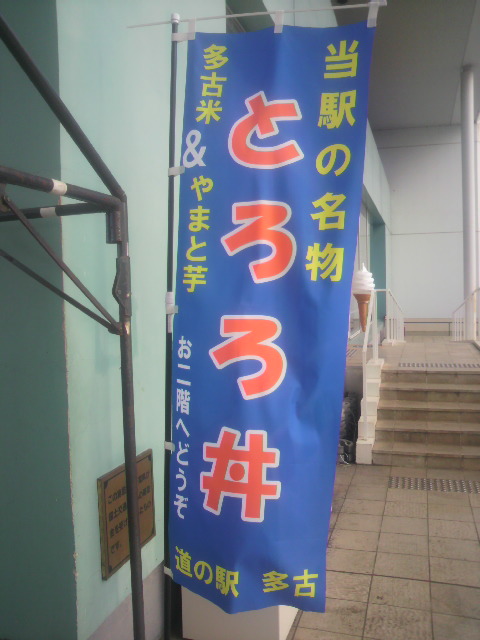 当駅の名物
とろろ丼
多古米
&
やまと芋
お二階へどうぞ
道の駅 多古